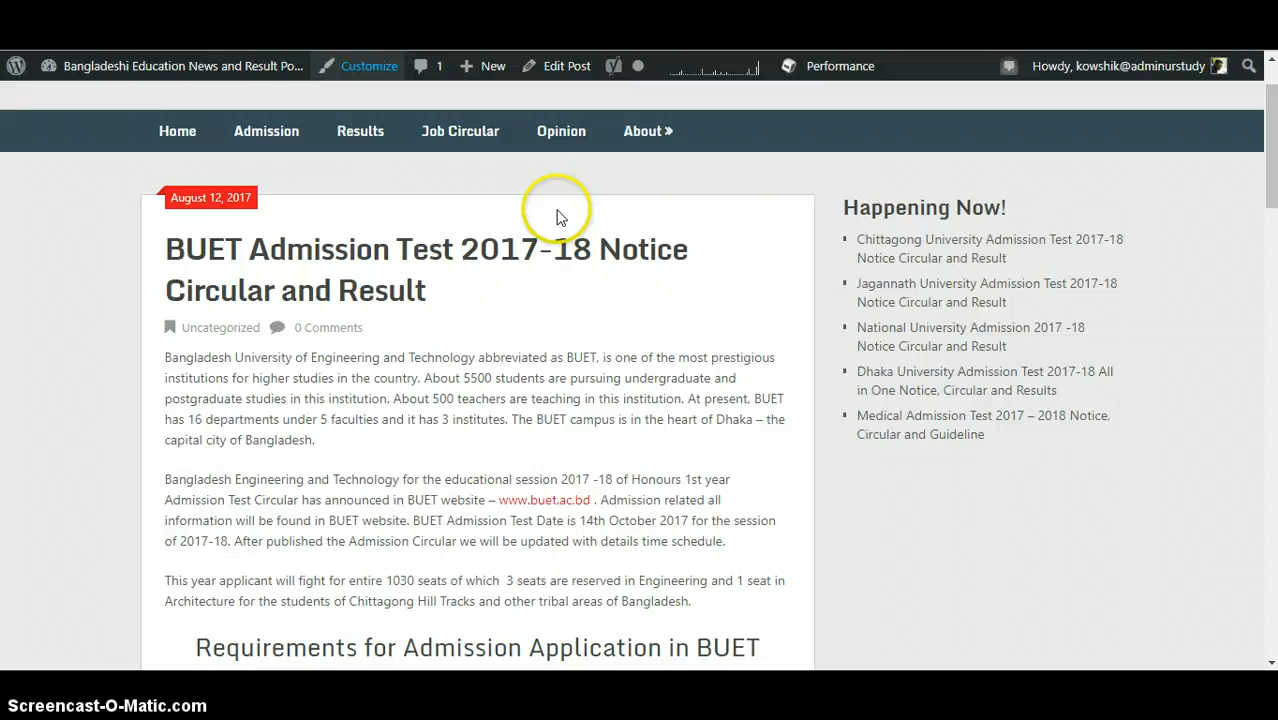 Bangladeshi Education News and Result Po... Customize 1 New Edit Post Performance Howdy, kowshik@adminurstudy
Home Admission Results Job Circular Opinion About »
August 12, 2017
BUET Admission Test 2017-18 Notice
Circular and Result
Uncategorized 0 Comments
Bangladesh University of Engineering and Technology abbreviated as BUET, is one of the most prestigious
institutions for higher studies in the country. About 5500 students are pursuing undergraduate and
postgraduate studies in this institution. About 500 teachers are teaching in this institution. At present, BUET
has 16 departments under 5 faculties and it has 3 institutes. The BUET campus is in the heart of Dhaka – the
capital city of Bangladesh.
Bangladesh Engineering and Technology for the educational session 2017 -18 of Honours 1st year
Admission Test Circular has announced in BUET website – www.buet.ac.bd . Admission related all
information will be found in BUET website. BUET Admission Test Date is 14th October 2017 for the session
of 2017-18. After published the Admission Circular we will be updated with details time schedule.
This year applicant will fight for entire 1030 seats of which 3 seats are reserved in Engineering and 1 seat in
Architecture for the students of Chittagong Hill Tracks and other tribal areas of Bangladesh.
Requirements for Admission Application in BUET
Happening Now!
Chittagong University Admission Test 2017-18
Notice Circular and Result
Jagannath University Admission Test 2017-18
Notice Circular and Result
National University Admission 2017 -18
Notice Circular and Result
Dhaka University Admission Test 2017-18 All
in One Notice, Circular and Results
Medical Admission Test 2017 – 2018 Notice,
Circular and Guideline
Screencast-O-Matic.com